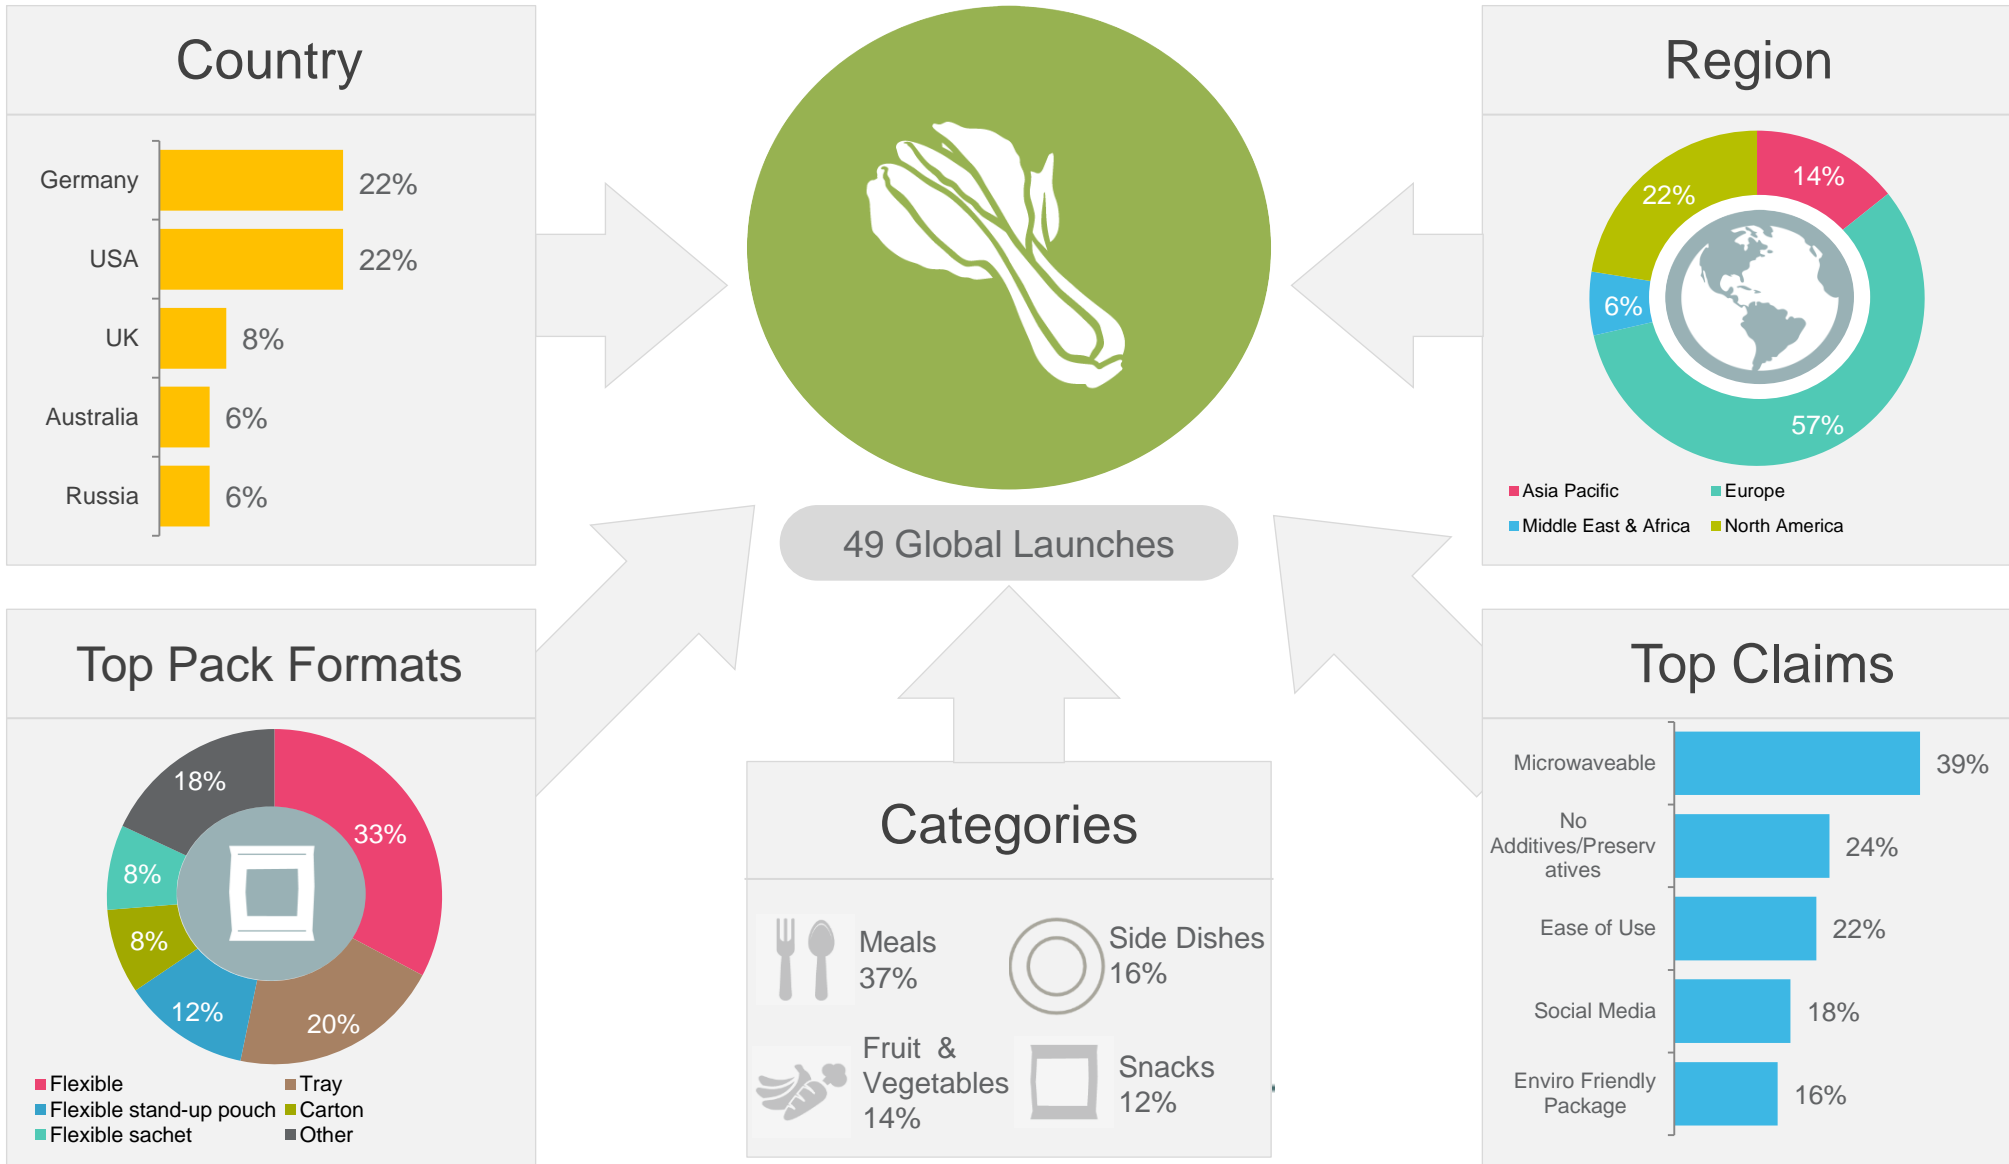 Country
Germany
22%
USA
22%
UK
8%
Australia
6%
Russia
6%
49 Global Launches
Region
14%
22%
6%
57%
Asia Pacific
Europe
Middle East & Africa
North America
Top Pack Formats
18%
33%
8%
8%
12%
20%
Flexible
Tray
Flexible stand-up pouch
Carton
Flexible sachet
Other
Categories
Meals
37%
Side Dishes
16%
Fruit &
Vegetables
14%
Snacks
12%
Top Claims
Microwaveable
39%
No
Additives/Preserv
atives
24%
Ease of Use
22%
Social Media
18%
Enviro Friendly
Package
16%